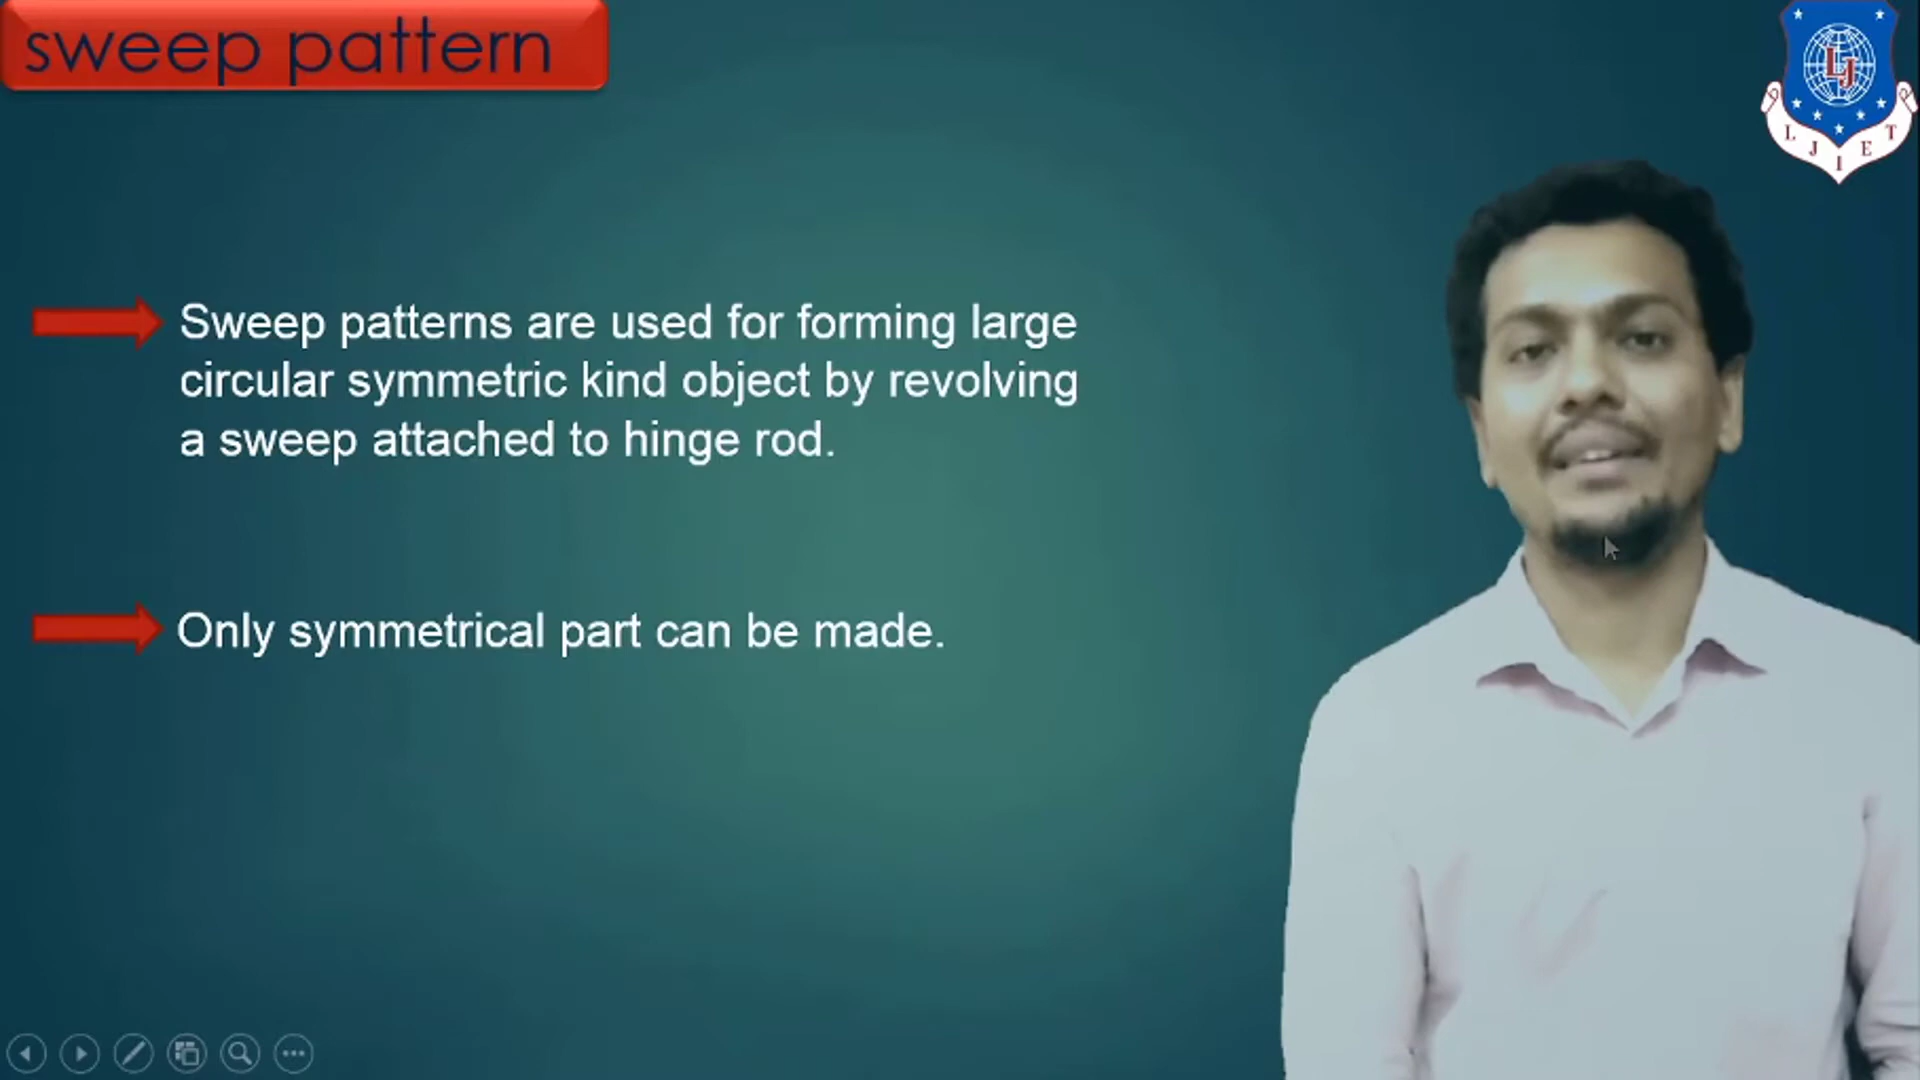 sweep pattern
LJ
L J I E T
Sweep patterns are used for forming large
circular symmetric kind object by revolving
a sweep attached to hinge rod.
Only symmetrical part can be made.